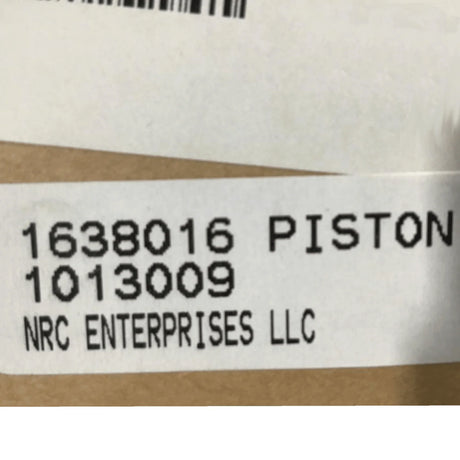 1638016 PISTON
1013009
NRC ENTERPRISES LLC